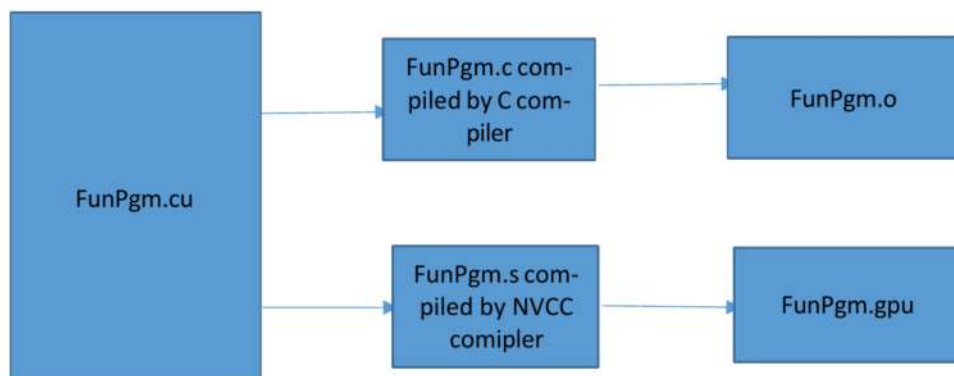 FunPgm.cu
FunPgm.c com-
piled by C com-
piler
FunPgm.o
FunPgm.s com-
piled by NVCC
comipler
FunPgm.gpu